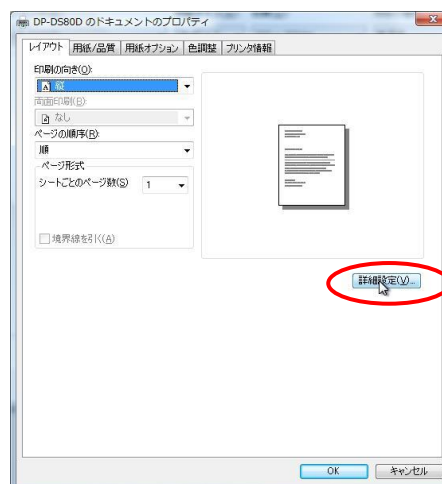 DP-DS80D のドキュメントのプロパティ
レイアウト 用紙/品質 用紙オプション 色調整 プリンタ情報
印刷の向き(O):
縦
両面印刷(B):
なし
ページの順序(R):
順
ページ形式
シートごとのページ数(S) 1
境界線を引く(A)
詳細設定(V)...
OK キャンセル